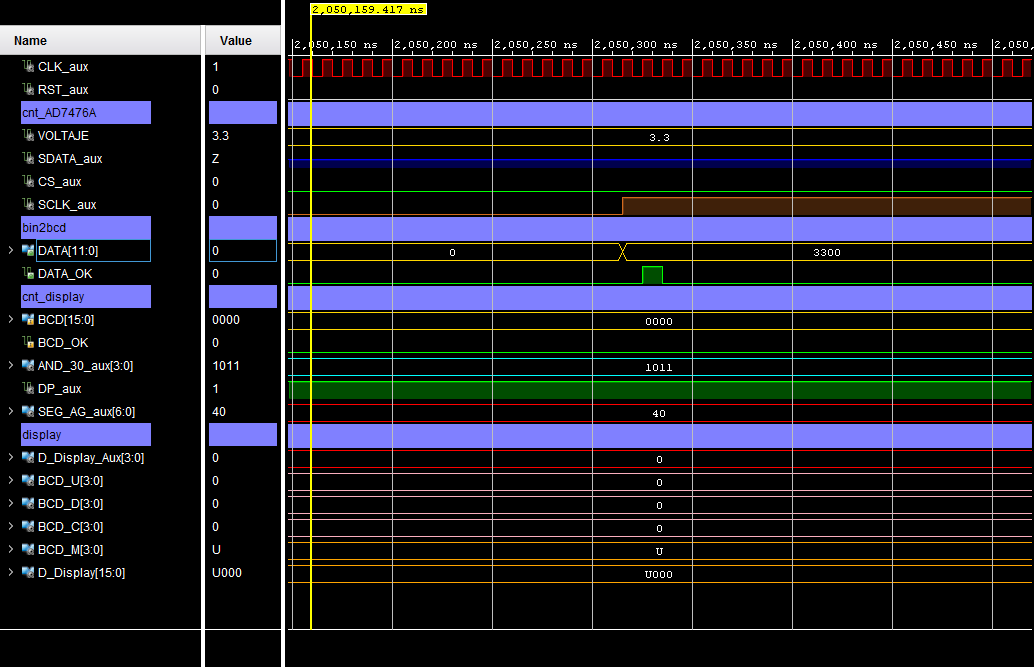 2,050,159.417 ns
Name Value
2,050,150 ns 2,050,200 ns 2,050,250 ns 2,050,300 ns 2,050,350 ns 2,050,400 ns 2,050,450 ns 2,050,
CLK_aux 1
RST_aux 0
cnt_AD7476A
VOLTAJE 3.3 3.3
SDATA_aux Z
CS_aux 0
SCLK_aux 0
bin2bcd
DATA[11:0] 0 0 3300
DATA_OK 0
cnt_display
BCD[15:0] 0000 0000
BCD_OK 0
AND_30_aux[3:0] 1011 1011
DP_aux 1
SEG_AG_aux[6:0] 40 40
display
D_Display_Aux[3:0] 0 0
BCD_U[3:0] 0 0
BCD_D[3:0] 0 0
BCD_C[3:0] 0 0
BCD_M[3:0] U U
D_Display[15:0] U000 U000